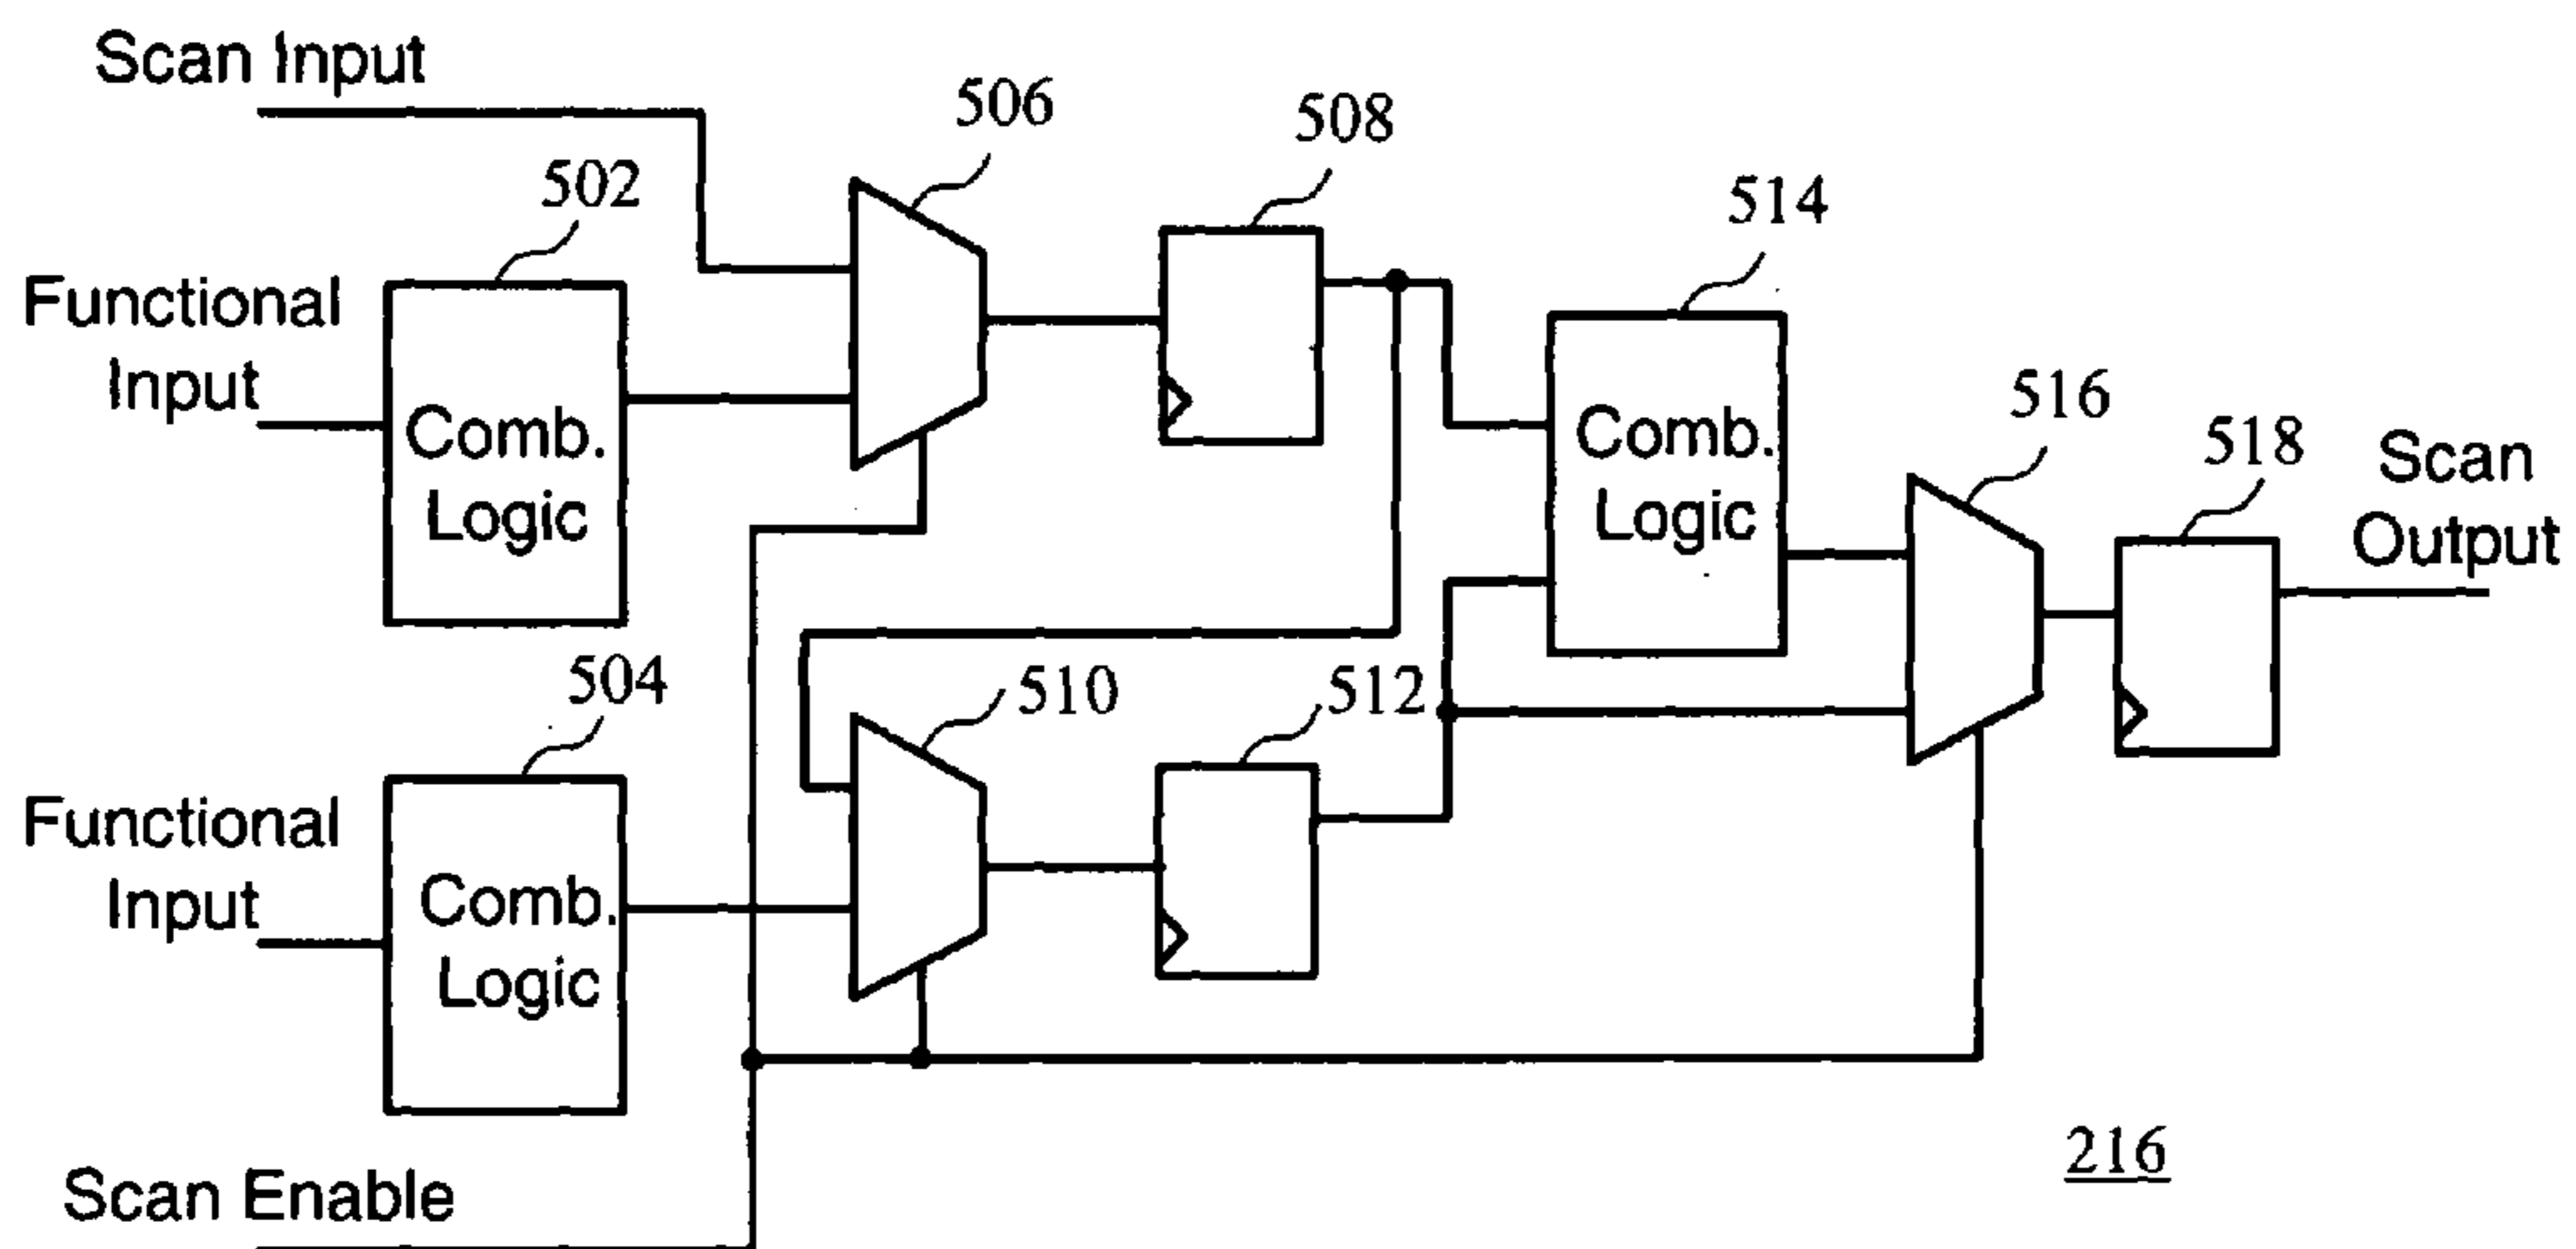 Scan Input
506
508
502
514
Functional
Input
Comb.
Logic
Comb.
Logic
516
518
Scan
Output
504
510
512
Functional
Input
Comb.
Logic
216
Scan Enable